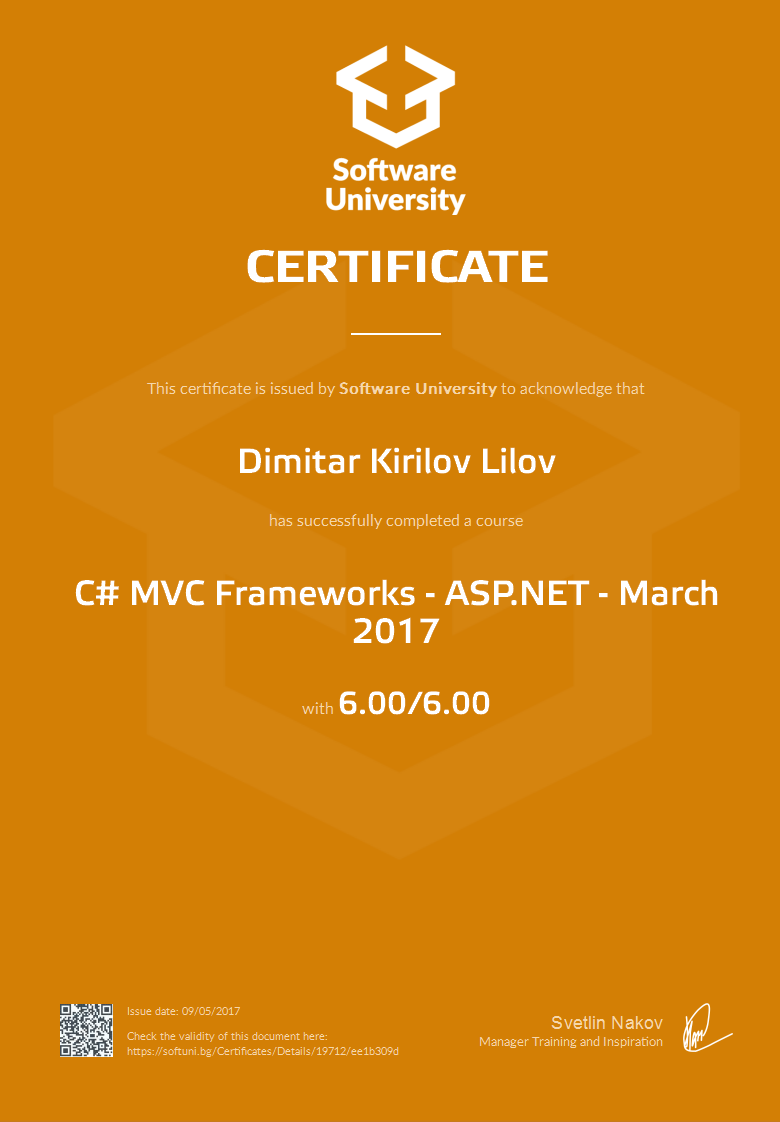 Software
University
CERTIFICATE
This certificate is issued by Software University to acknowledge that
Dimitar Kirilov Lilov
has successfully completed a course
C# MVC Frameworks - ASP.NET - March
2017
with 6.00/6.00
Issue date: 09/05/2017
Check the validity of this document here:
https://softuni.bg/Certificates/Details/19712/ee1b309d
Svetlin Nakov
Manager Training and Inspiration